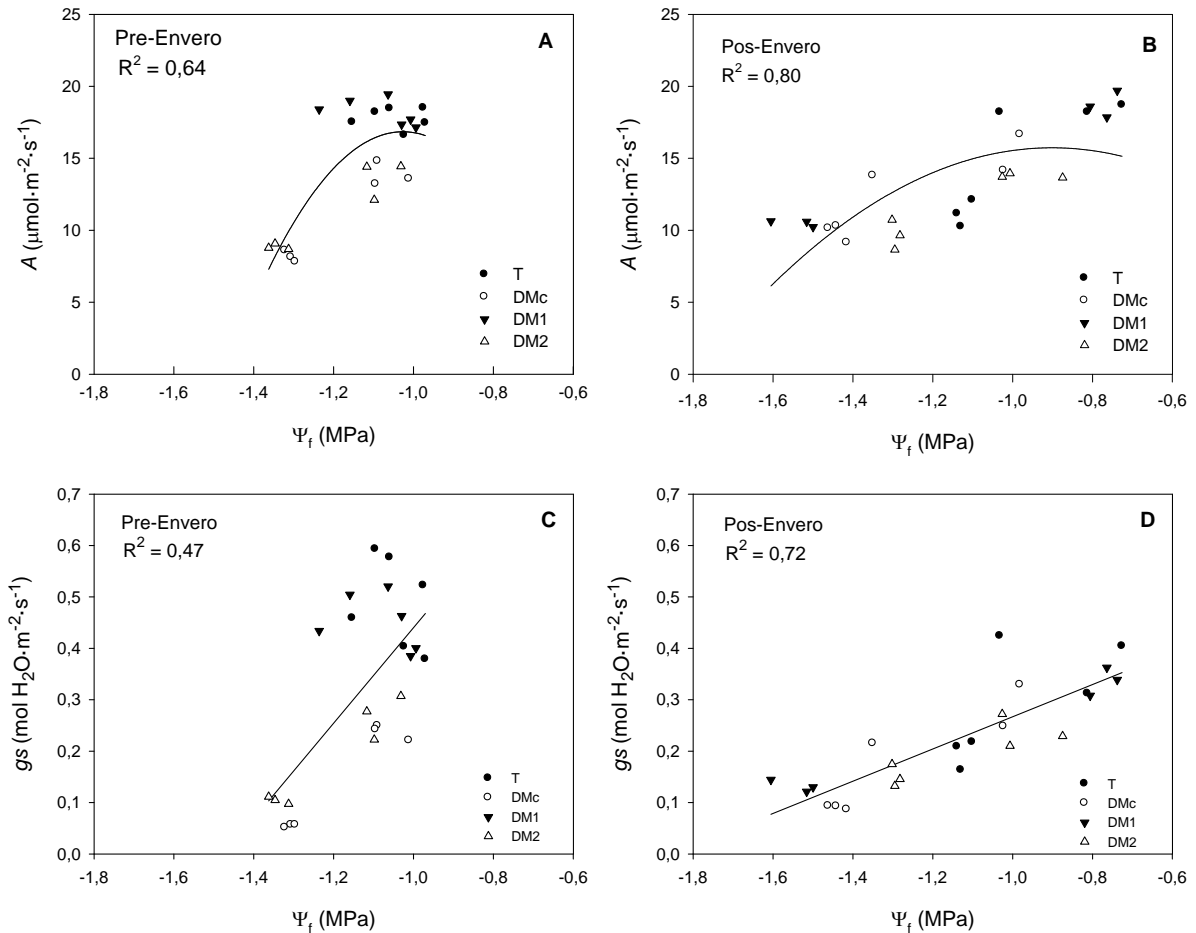 Pre-Envero
R² = 0,64
A
25
20
15
10
5
0
A (μmol·m⁻²·s⁻¹)
T
DMc
DM1
DM2
-1,8 -1,6 -1,4 -1,2 -1,0 -0,8 -0,6
Ψf (MPa)
Pos-Envero
R² = 0,80
B
25
20
15
10
5
0
A (μmol·m⁻²·s⁻¹)
T
DMc
DM1
DM2
-1,8 -1,6 -1,4 -1,2 -1,0 -0,8 -0,6
Ψf (MPa)
Pre-Envero
R² = 0,47
C
0,7
0,6
0,5
0,4
0,3
0,2
0,1
0,0
gs (mol H₂O·m⁻²·s⁻¹)
T
DMc
DM1
DM2
-1,8 -1,6 -1,4 -1,2 -1,0 -0,8 -0,6
Ψf (MPa)
Pos-Envero
R² = 0,72
D
0,7
0,6
0,5
0,4
0,3
0,2
0,1
0,0
gs (mol H₂O·m⁻²·s⁻¹)
T
DMc
DM1
DM2
-1,8 -1,6 -1,4 -1,2 -1,0 -0,8 -0,6
Ψf (MPa)